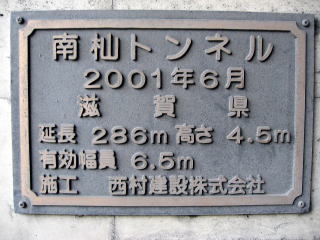 南杣トンネル
2001年6月
滋賀県
延長 286m 高さ 4.5m
有効幅員 6.5m
施工 西村建設株式会社